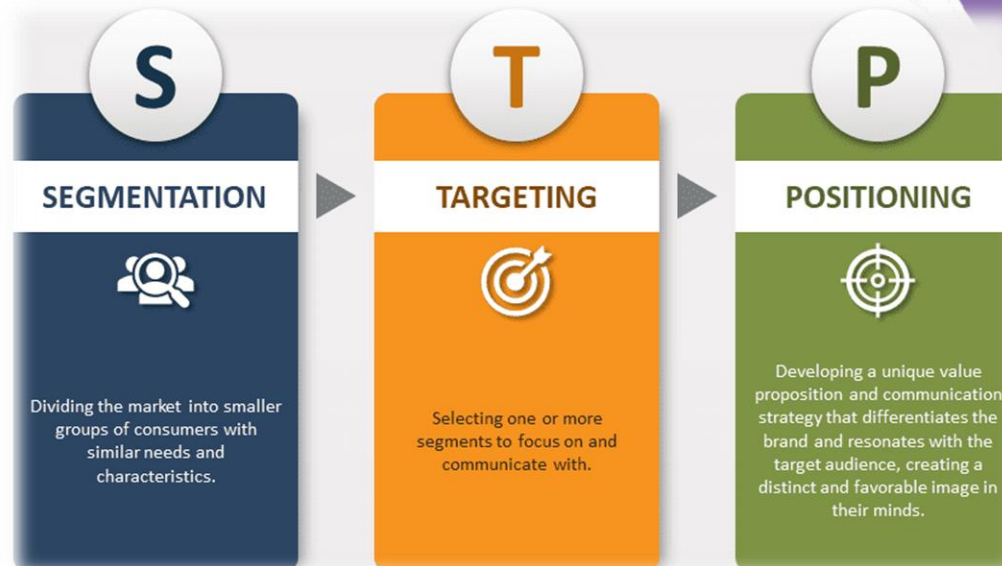 S
SEGMENTATION
Dividing the market into smaller
groups of consumers with
similar needs and
characteristics.
T
TARGETING
Selecting one or more
segments to focus on and
communicate with.
P
POSITIONING
Developing a unique value
proposition and communication
strategy that differentiates the
brand and resonates with the
target audience, creating a
distinct and favorable image in
their minds.